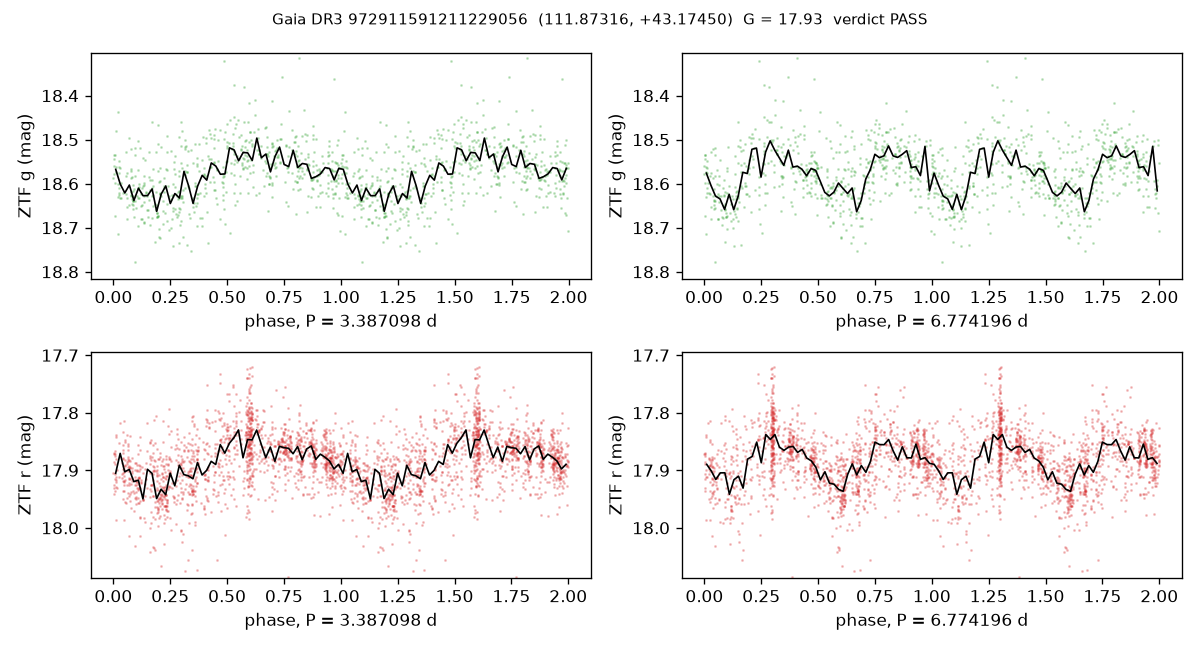 Gaia DR3 972911591211229056 (111.87316, +43.17450) G = 17.93 verdict PASS
ZTF g (mag)
18.4
18.5
18.6
18.7
18.8
0.00 0.25 0.50 0.75 1.00 1.25 1.50 1.75 2.00
phase, P = 3.387098 d
ZTF g (mag)
18.4
18.5
18.6
18.7
18.8
0.00 0.25 0.50 0.75 1.00 1.25 1.50 1.75 2.00
phase, P = 6.774196 d
ZTF r (mag)
17.7
17.8
17.9
18.0
0.00 0.25 0.50 0.75 1.00 1.25 1.50 1.75 2.00
phase, P = 3.387098 d
ZTF r (mag)
17.7
17.8
17.9
18.0
0.00 0.25 0.50 0.75 1.00 1.25 1.50 1.75 2.00
phase, P = 6.774196 d